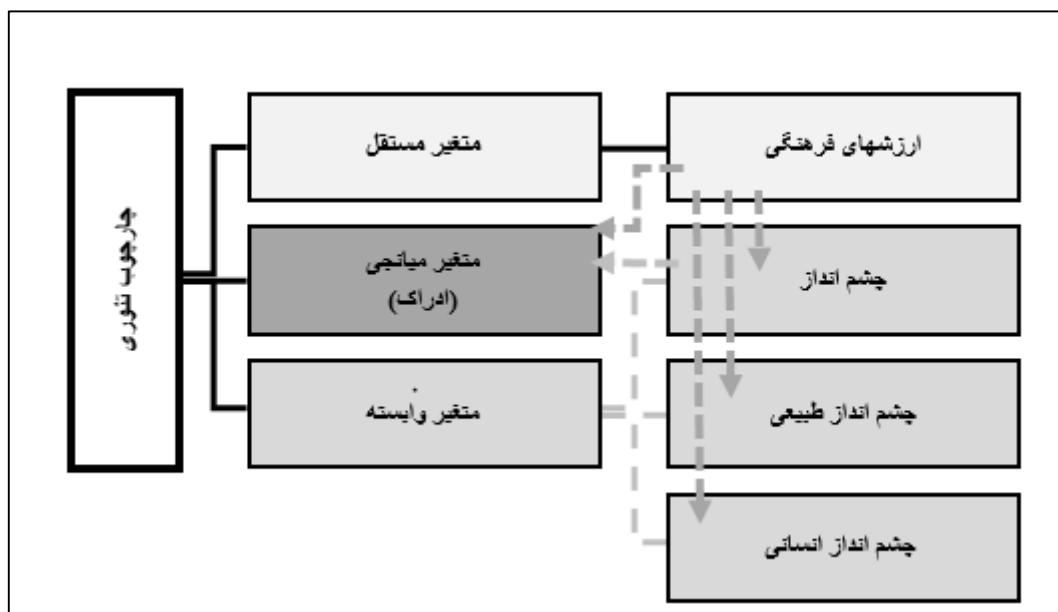 چارچوب تئوری
متغیر مستقل
ارزشهای فرهنگی
متغیر میانجی
(ادراک)
چشم انداز
متغیر وابسته
چشم انداز طبیعی
چشم انداز انسانی